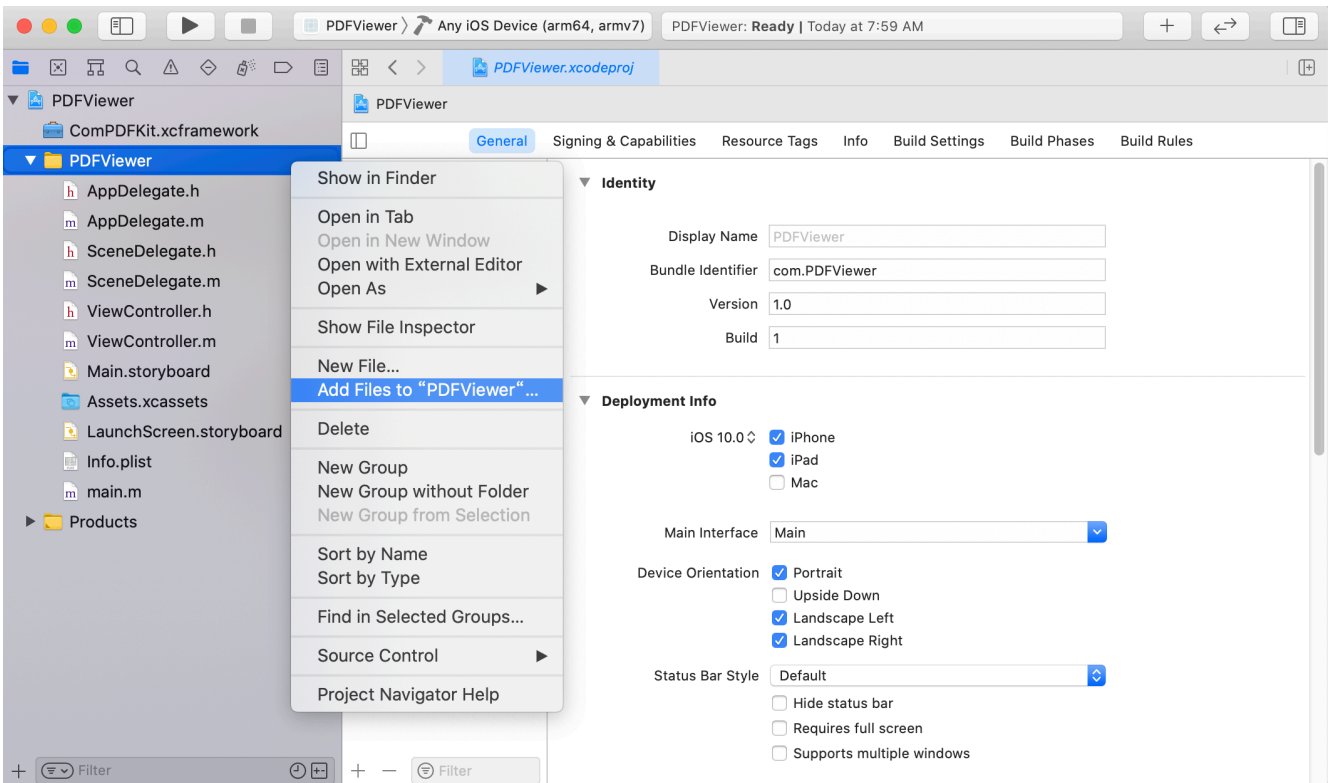 PDFViewer 〉 Any iOS Device (arm64, armv7)
PDFViewer: Ready | Today at 7:59 AM
PDFViewer.xcodeproj
PDFViewer
ComPDFKit.xcframework
PDFViewer
AppDelegate.h
AppDelegate.m
SceneDelegate.h
SceneDelegate.m
ViewController.h
ViewController.m
Main.storyboard
Assets.xcassets
LaunchScreen.storyboard
Info.plist
main.m
Products
Filter
Show in Finder
Open in Tab
Open in New Window
Open with External Editor
Open As
Show File Inspector
New File...
Add Files to “PDFViewer“...
Delete
New Group
New Group without Folder
New Group from Selection
Sort by Name
Sort by Type
Find in Selected Groups...
Source Control
Project Navigator Help
PDFViewer
General Signing & Capabilities Resource Tags Info Build Settings Build Phases Build Rules
Identity
Display Name PDFViewer
Bundle Identifier com.PDFViewer
Version 1.0
Build 1
Deployment Info
iOS 10.0 iPhone
iPad
Mac
Main Interface Main
Device Orientation Portrait
Upside Down
Landscape Left
Landscape Right
Status Bar Style Default
Hide status bar
Requires full screen
Supports multiple windows
Filter